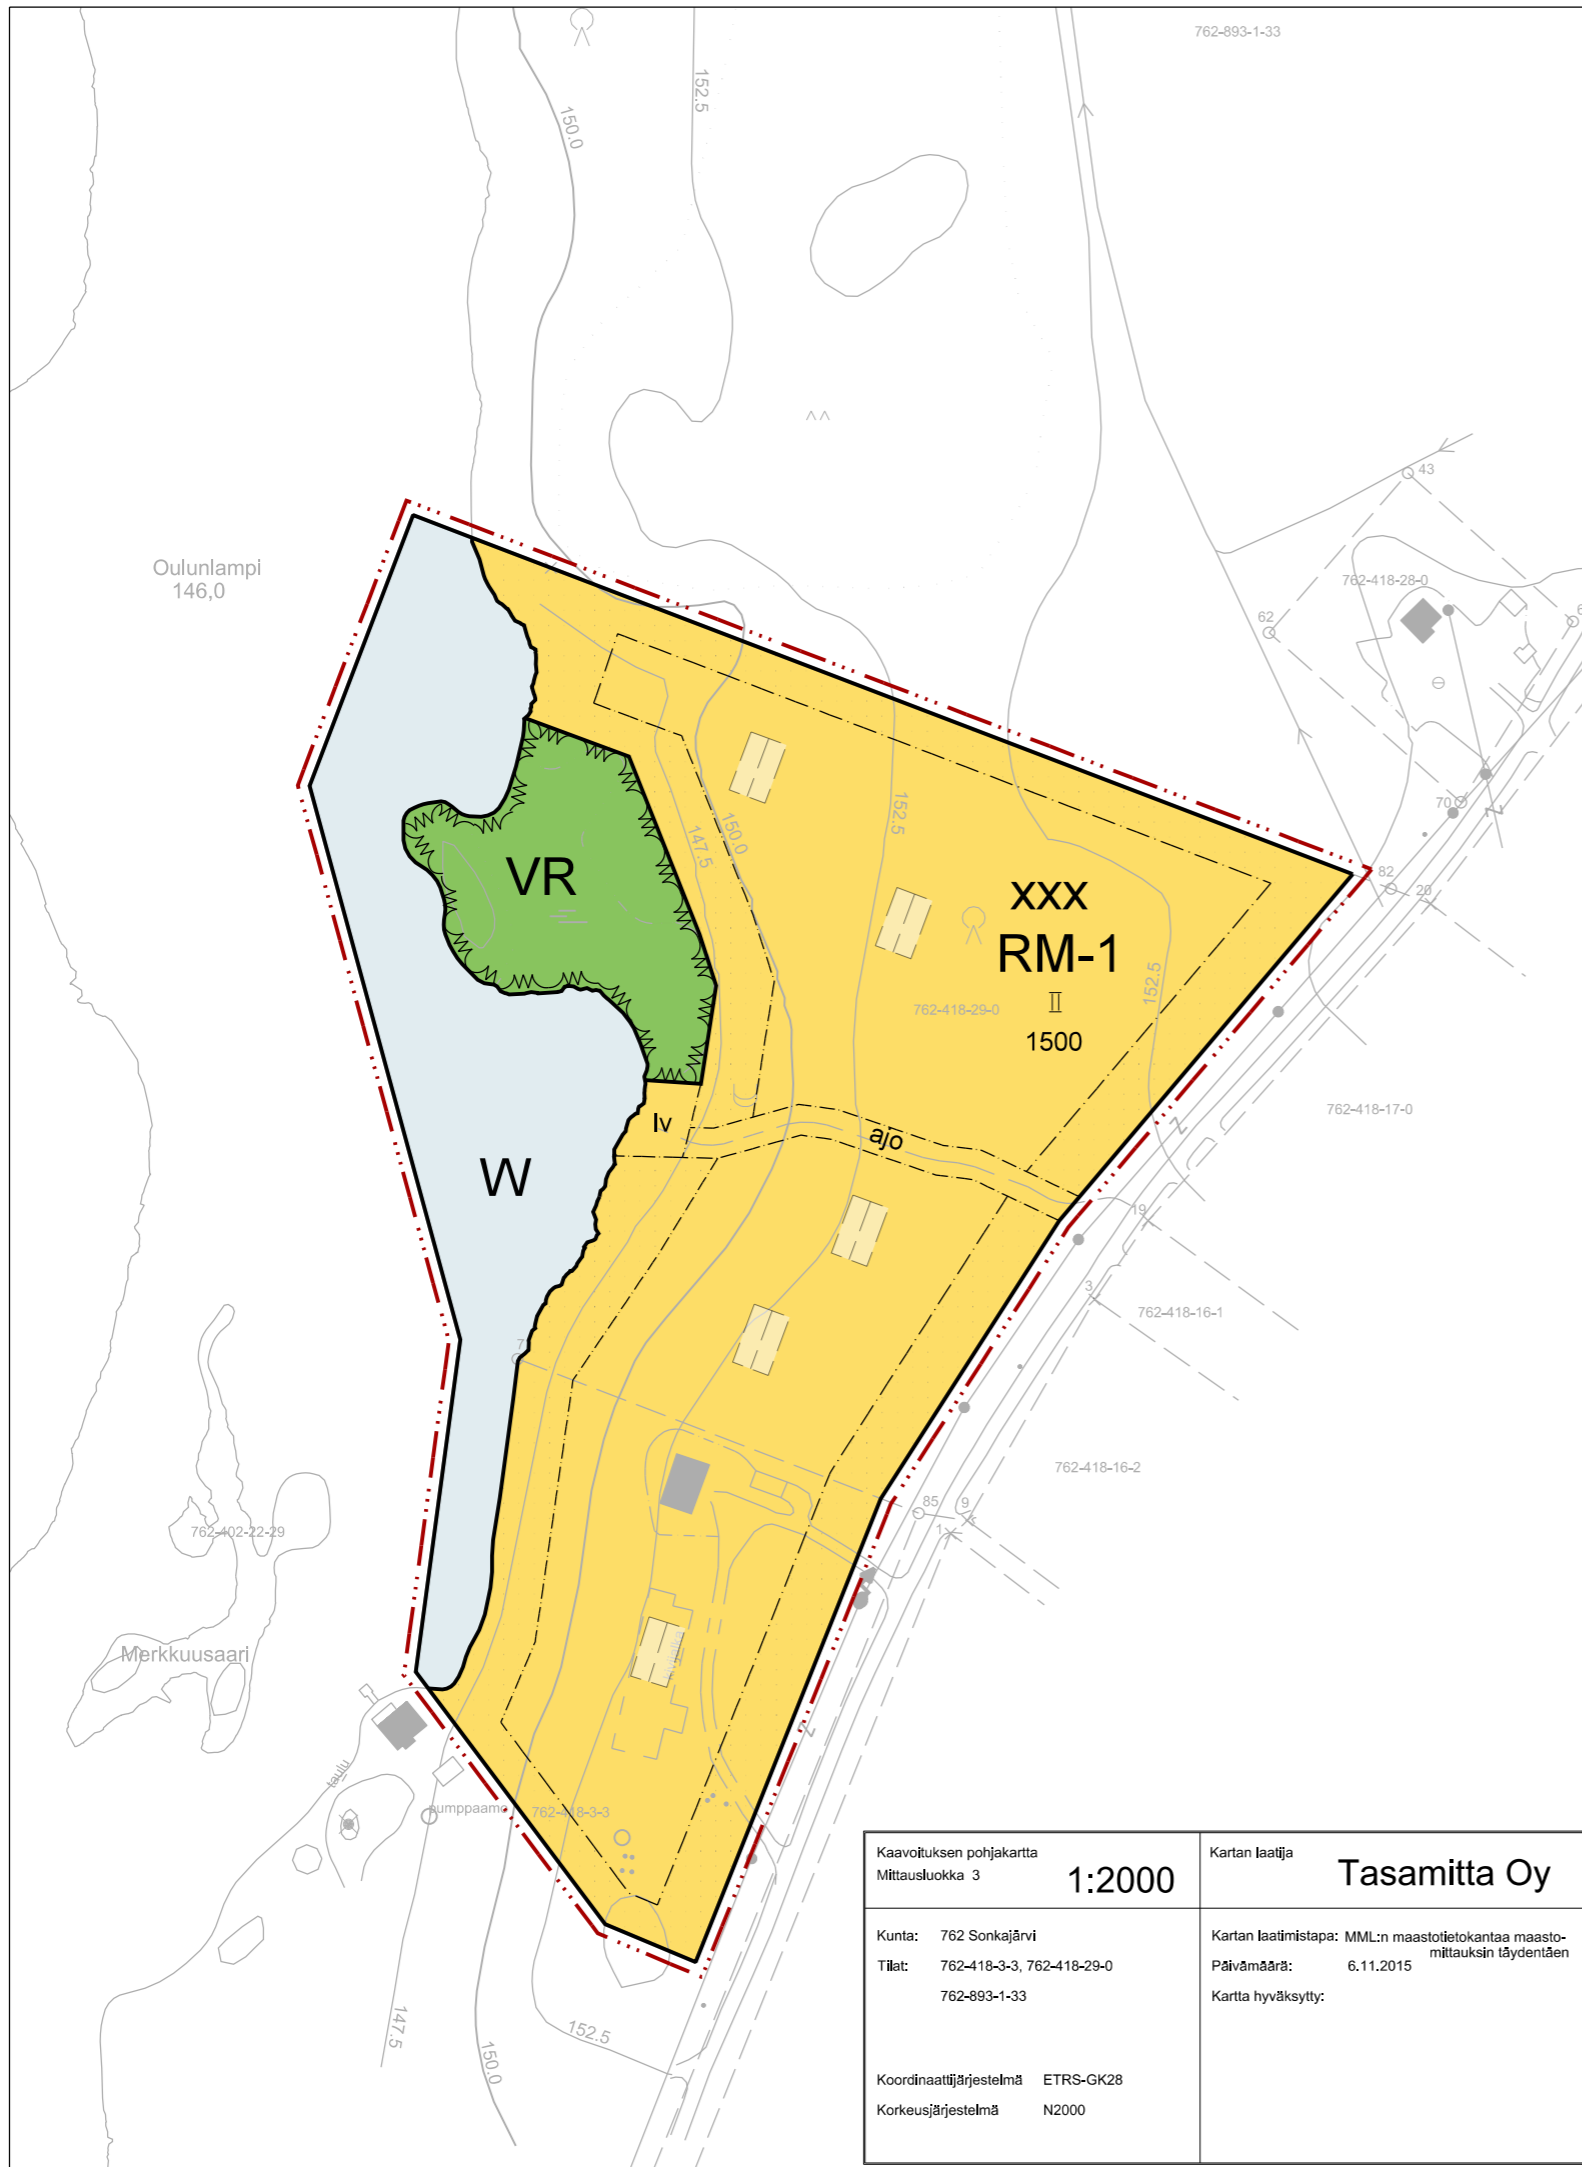 762-893-1-33
152.5
150.0
43
Oulunlampi
146,0
762-418-28-0
62
70
82
20
152.5
150.0
147.5
VR
xxx
RM-1
II
1500
762-418-29-0
152.5
762-418-17-0
lv
ajo
W
Z
Z
19
3
762-418-16-1
762-418-16-2
85
9
1
762-402-22-29
Merkkuusaari
Z
taulu
pumppaamo
762-418-3-3
147.5
150.0
152.5
Kaavoituksen pohjakartta
Mittausluokka 3
1:2000
Kartan laatija
Tasamitta Oy
Kunta: 762 Sonkajärvi
Tilat: 762-418-3-3, 762-418-29-0
762-893-1-33
Koordinaattijärjestelmä ETRS-GK28
Korkeusjärjestelmä N2000
Kartan laatimistapa: MML:n maastotietokantaa maasto-
mittauksin täydentäen
Päivämäärä: 6.11.2015
Kartta hyväksytty: